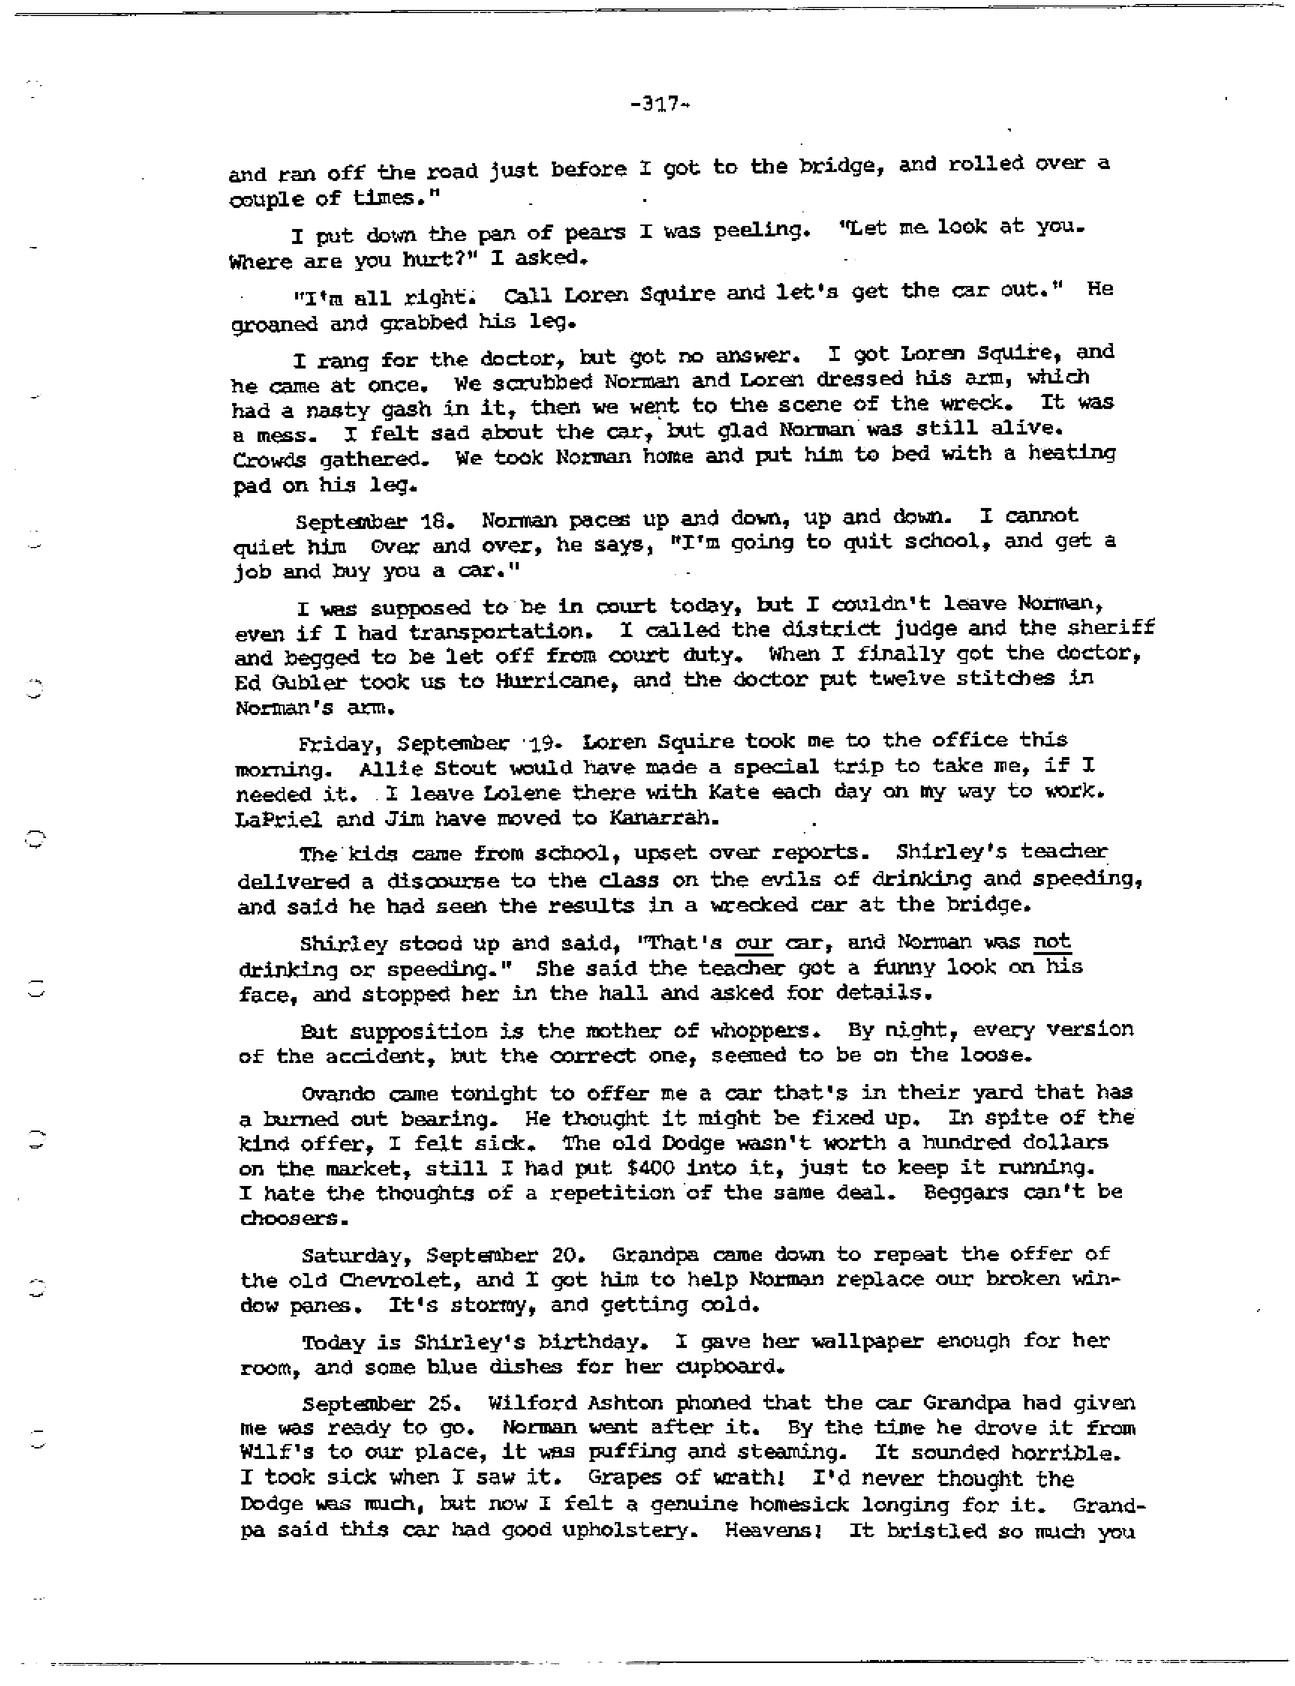 -317-
and ran off the road just before I got to the bridge, and rolled over a
couple of times."
I put down the pan of pears I was peeling. "Let me look at you.
Where are you hurt?" I asked.
"I'm all right. Call Loren Squire and let's get the car out." He
groaned and grabbed his leg.
I rang for the doctor, but got no answer. I got Loren Squire, and
he came at once. We scrubbed Norman and Loren dressed his arm, which
had a nasty gash in it, then we went to the scene of the wreck. It was
a mess. I felt sad about the car, but glad Norman was still alive.
Crowds gathered. We took Norman home and put him to bed with a heating
pad on his leg.
September 18. Norman paces up and down, up and down. I cannot
quiet him Over and over, he says, "I'm going to quit school, and get a
job and buy you a car."
I was supposed to be in court today, but I couldn't leave Norman,
even if I had transportation. I called the district judge and the sheriff
and begged to be let off from court duty. When I finally got the doctor,
Ed Gubler took us to Hurricane, and the doctor put twelve stitches in
Norman's arm.
Friday, September 19. Loren Squire took me to the office this
morning. Allie Stout would have made a special trip to take me, if I
needed it. I leave Lolene there with Kate each day on my way to work.
LaPriel and Jim have moved to Kanarrah.
The kids came from school, upset over reports. Shirley's teacher
delivered a discourse to the class on the evils of drinking and speeding,
and said he had seen the results in a wrecked car at the bridge.
Shirley stood up and said, "That's our car, and Norman was not
drinking or speeding." She said the teacher got a funny look on his
face, and stopped her in the hall and asked for details.
But supposition is the mother of whoppers. By night, every version
of the accident, but the correct one, seemed to be on the loose.
Ovando came tonight to offer me a car that's in their yard that has
a burned out bearing. He thought it might be fixed up. In spite of the
kind offer, I felt sick. The old Dodge wasn't worth a hundred dollars
on the market, still I had put $400 into it, just to keep it running.
I hate the thoughts of a repetition of the same deal. Beggars can't be
choosers.
Saturday, September 20. Grandpa came down to repeat the offer of
the old Chevrolet, and I got him to help Norman replace our broken win-
dow panes. It's stormy, and getting cold.
Today is Shirley's birthday. I gave her wallpaper enough for her
room, and some blue dishes for her cupboard.
September 25. Wilford Ashton phoned that the car Grandpa had given
me was ready to go. Norman went after it. By the time he drove it from
Wilf's to our place, it was puffing and steaming. It sounded horrible.
I took sick when I saw it. Grapes of wrath! I'd never thought the
Dodge was much, but now I felt a genuine homesick longing for it. Grand-
pa said this car had good upholstery. Heavens! It bristled so much you